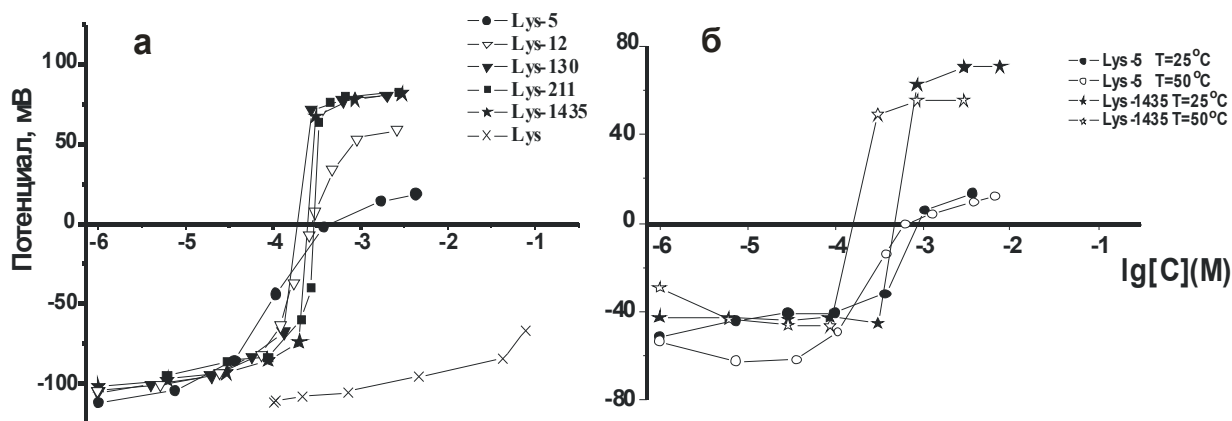 а
Потенциал, мВ
100
50
0
-50
-100
-6
-5
-4
-3
-2
-1
Lys-5
Lys-12
Lys-130
Lys-211
Lys-1435
Lys
б
80
40
0
-40
-80
-6
-5
-4
-3
-2
-1
lg[C](M)
Lys-5 T=25°C
Lys-5 T=50°C
Lys-1435 T=25°C
Lys-1435 T=50°C